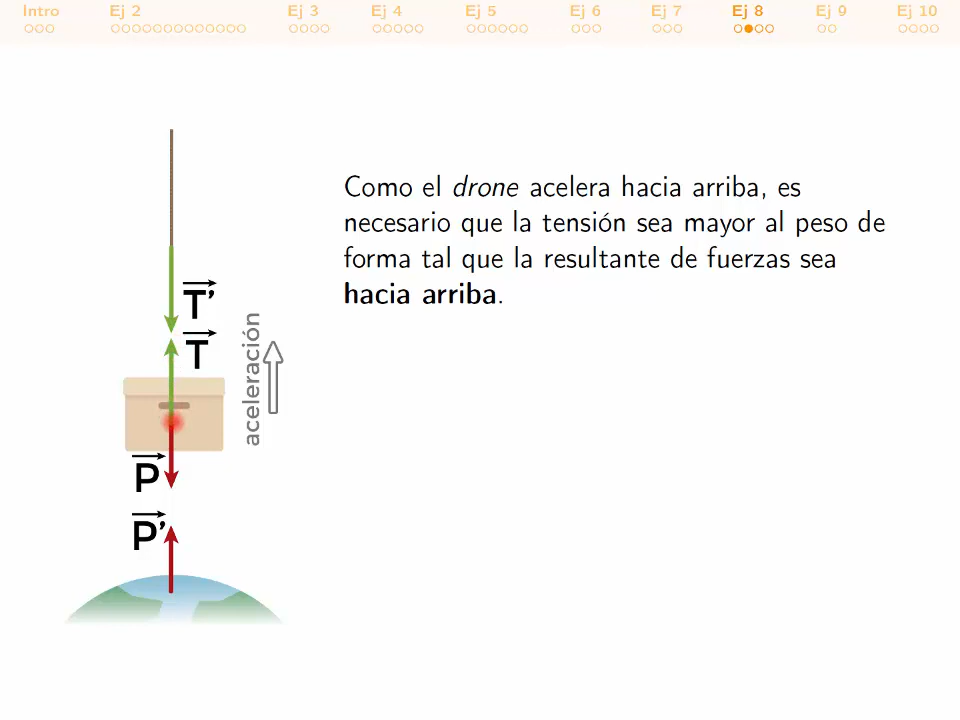 Intro Ej 2 Ej 3 Ej 4 Ej 5 Ej 6 Ej 7 Ej 8 Ej 9 Ej 10
Como el drone acelera hacia arriba, es
necesario que la tensión sea mayor al peso de
forma tal que la resultante de fuerzas sea
hacia arriba.
T’
T
aceleración
P
P’